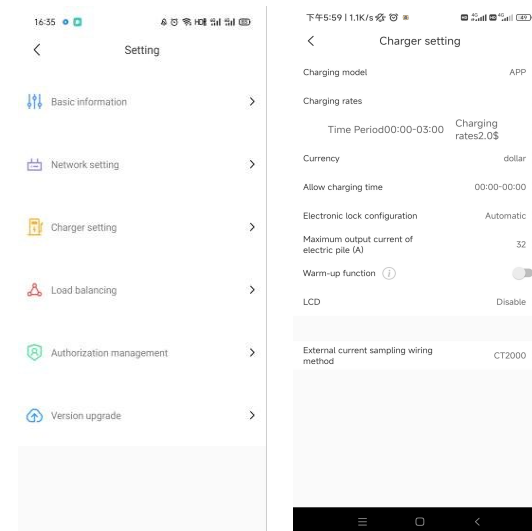 16:35
Setting
Basic information
Network setting
Charger setting
Load balancing
Authorization management
Version upgrade
下午5:59 | 1.1K/s
Charger setting
Charging model APP
Charging rates
Time Period00:00-03:00 Charging
rates2.0$
Currency dollar
Allow charging time 00:00-00:00
Electronic lock configuration Automatic
Maximum output current of
electric pile (A) 32
Warm-up function
LCD Disable
External current sampling wiring
method CT2000